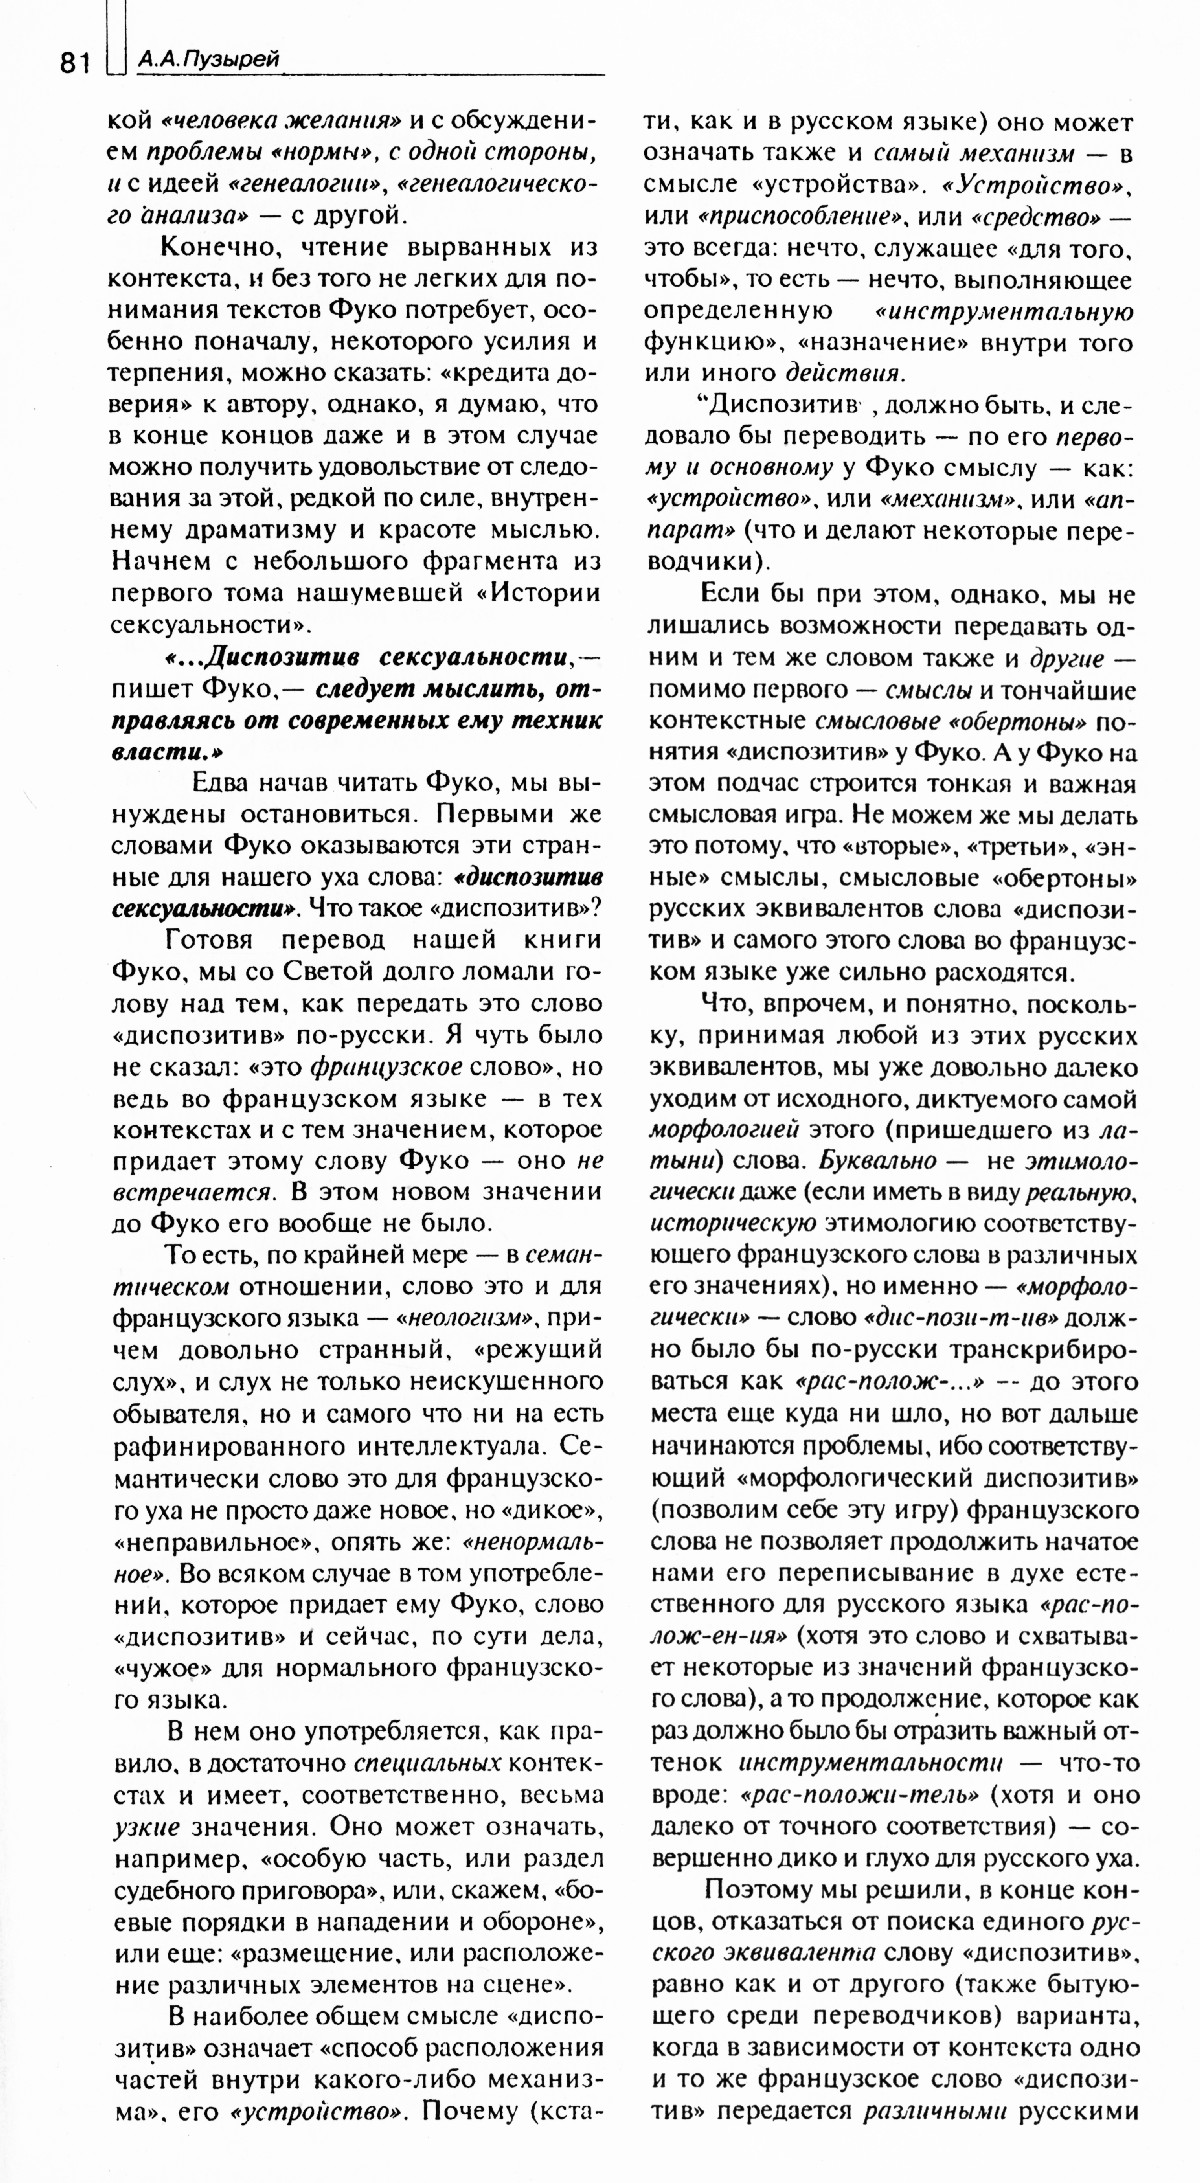 81
А.А.Пузырей
кой «человека желания» и с обсуждени-
ем проблемы «нормы», с одной стороны,
и с идеей «генеалогии», «генеалогическо-
го анализа» — с другой.
Конечно, чтение вырванных из
контекста, и без того не легких для по-
нимания текстов Фуко потребует, осо-
бенно поначалу, некоторого усилия и
терпения, можно сказать: «кредита до-
верия» к автору, однако, я думаю, что
в конце концов даже и в этом случае
можно получить удовольствие от следо-
вания за этой, редкой по силе, внутрен-
нему драматизму и красоте мыслью.
Начнем с небольшого фрагмента из
первого тома нашумевшей «Истории
сексуальности».
«...Диспозитив сексуальности,—
пишет Фуко,— следует мыслить, от-
правляясь от современных ему техник
власти.»
Едва начав читать Фуко, мы вы-
нуждены остановиться. Первыми же
словами Фуко оказываются эти стран-
ные для нашего уха слова: «диспозитив
сексуальности». Что такое «диспозитив»?
Готовя перевод нашей книги
Фуко, мы со Светой долго ломали го-
лову над тем, как передать это слово
«диспозитив» по-русски. Я чуть было
не сказал: «это французское слово», но
ведь во французском языке — в тех
контекстах и с тем значением, которое
придает этому слову Фуко — оно не
встречается. В этом новом значении
до Фуко его вообще не было.
То есть, по крайней мере — в семан-
тическом отношении, слово это и для
французского языка — «неологизм», при-
чем довольно странный, «режущий
слух», и слух не только неискушенного
обывателя, но и самого что ни на есть
рафинированного интеллектуала. Се-
мантически слово это для французско-
го уха не просто даже новое, но «дикое»,
«неправильное», опять же: «ненормаль-
ное». Во всяком случае в том употребле-
нии, которое придает ему Фуко, слово
«диспозитив» и сейчас, по сути дела,
«чужое» для нормального французско-
го языка.
В нем оно употребляется, как пра-
вило, в достаточно специальных контек-
стах и имеет, соответственно, весьма
узкие значения. Оно может означать,
например, «особую часть, или раздел
судебного приговора», или, скажем, «бо-
евые порядки в нападении и обороне»,
или еще: «размещение, или расположе-
ние различных элементов на сцене».
В наиболее общем смысле «диспо-
зитив» означает «способ расположения
частей внутри какого-либо механиз-
ма», его «устройство». Почему (кста-
ти, как и в русском языке) оно может
означать также и самый механизм — в
смысле «устройства». «Устройство»,
или «приспособление», или «средство» —
это всегда: нечто, служащее «для того,
чтобы», то есть — нечто, выполняющее
определенную «инструментальную
функцию», «назначение» внутри того
или иного действия.
“Диспозитив , должно быть, и сле-
довало бы переводить — по его перво-
му и основному у Фуко смыслу — как:
«устройство», или «механизм», или «ап-
парат» (что и делают некоторые пере-
водчики).
Если бы при этом, однако, мы не
лишались возможности передавать од-
ним и тем же словом также и другие —
помимо первого — смыслы и тончайшие
контекстные смысловые «обертоны» по-
нятия «диспозитив» у Фуко. А у Фуко на
этом подчас строится тонкая и важная
смысловая игра. Не можем же мы делать
это потому, что «вторые», «третьи», «эн-
ные» смыслы, смысловые «обертоны»
русских эквивалентов слова «диспози-
тив» и самого этого слова во французс-
ком языке уже сильно расходятся.
Что, впрочем, и понятно, посколь-
ку, принимая любой из этих русских
эквивалентов, мы уже довольно далеко
уходим от исходного, диктуемого самой
морфологией этого (пришедшего из ла-
тыни) слова. Буквально — не этимоло-
гически даже (если иметь в виду реальную,
историческую этимологию соответству-
ющего французского слова в различных
его значениях), но именно — «морфоло-
гически» — слово «дис-пози-т-ив» долж-
но было бы по-русски транскрибиро-
ваться как «рас-полож-...» -- до этого
места еще куда ни шло, но вот дальше
начинаются проблемы, ибо соответству-
ющий «морфологический диспозитив»
(позволим себе эту игру) французского
слова не позволяет продолжить начатое
нами его переписывание в духе есте-
ственного для русского языка «рас-по-
лож-ен-ия» (хотя это слово и схватыва-
ет некоторые из значений французско-
го слова), а то продолжение, которое как
раз должно было бы отразить важный от-
тенок инструментальности — что-то
вроде: «рас-положи-тель» (хотя и оно
далеко от точного соответствия) — со-
вершенно дико и глухо для русского уха.
Поэтому мы решили, в конце кон-
цов, отказаться от поиска единого рус-
ского эквивалента слову «диспозитив»,
равно как и от другого (также бытую-
щего среди переводчиков) варианта,
когда в зависимости от контекста одно
и то же французское слово «диспози-
тив» передается различными русскими